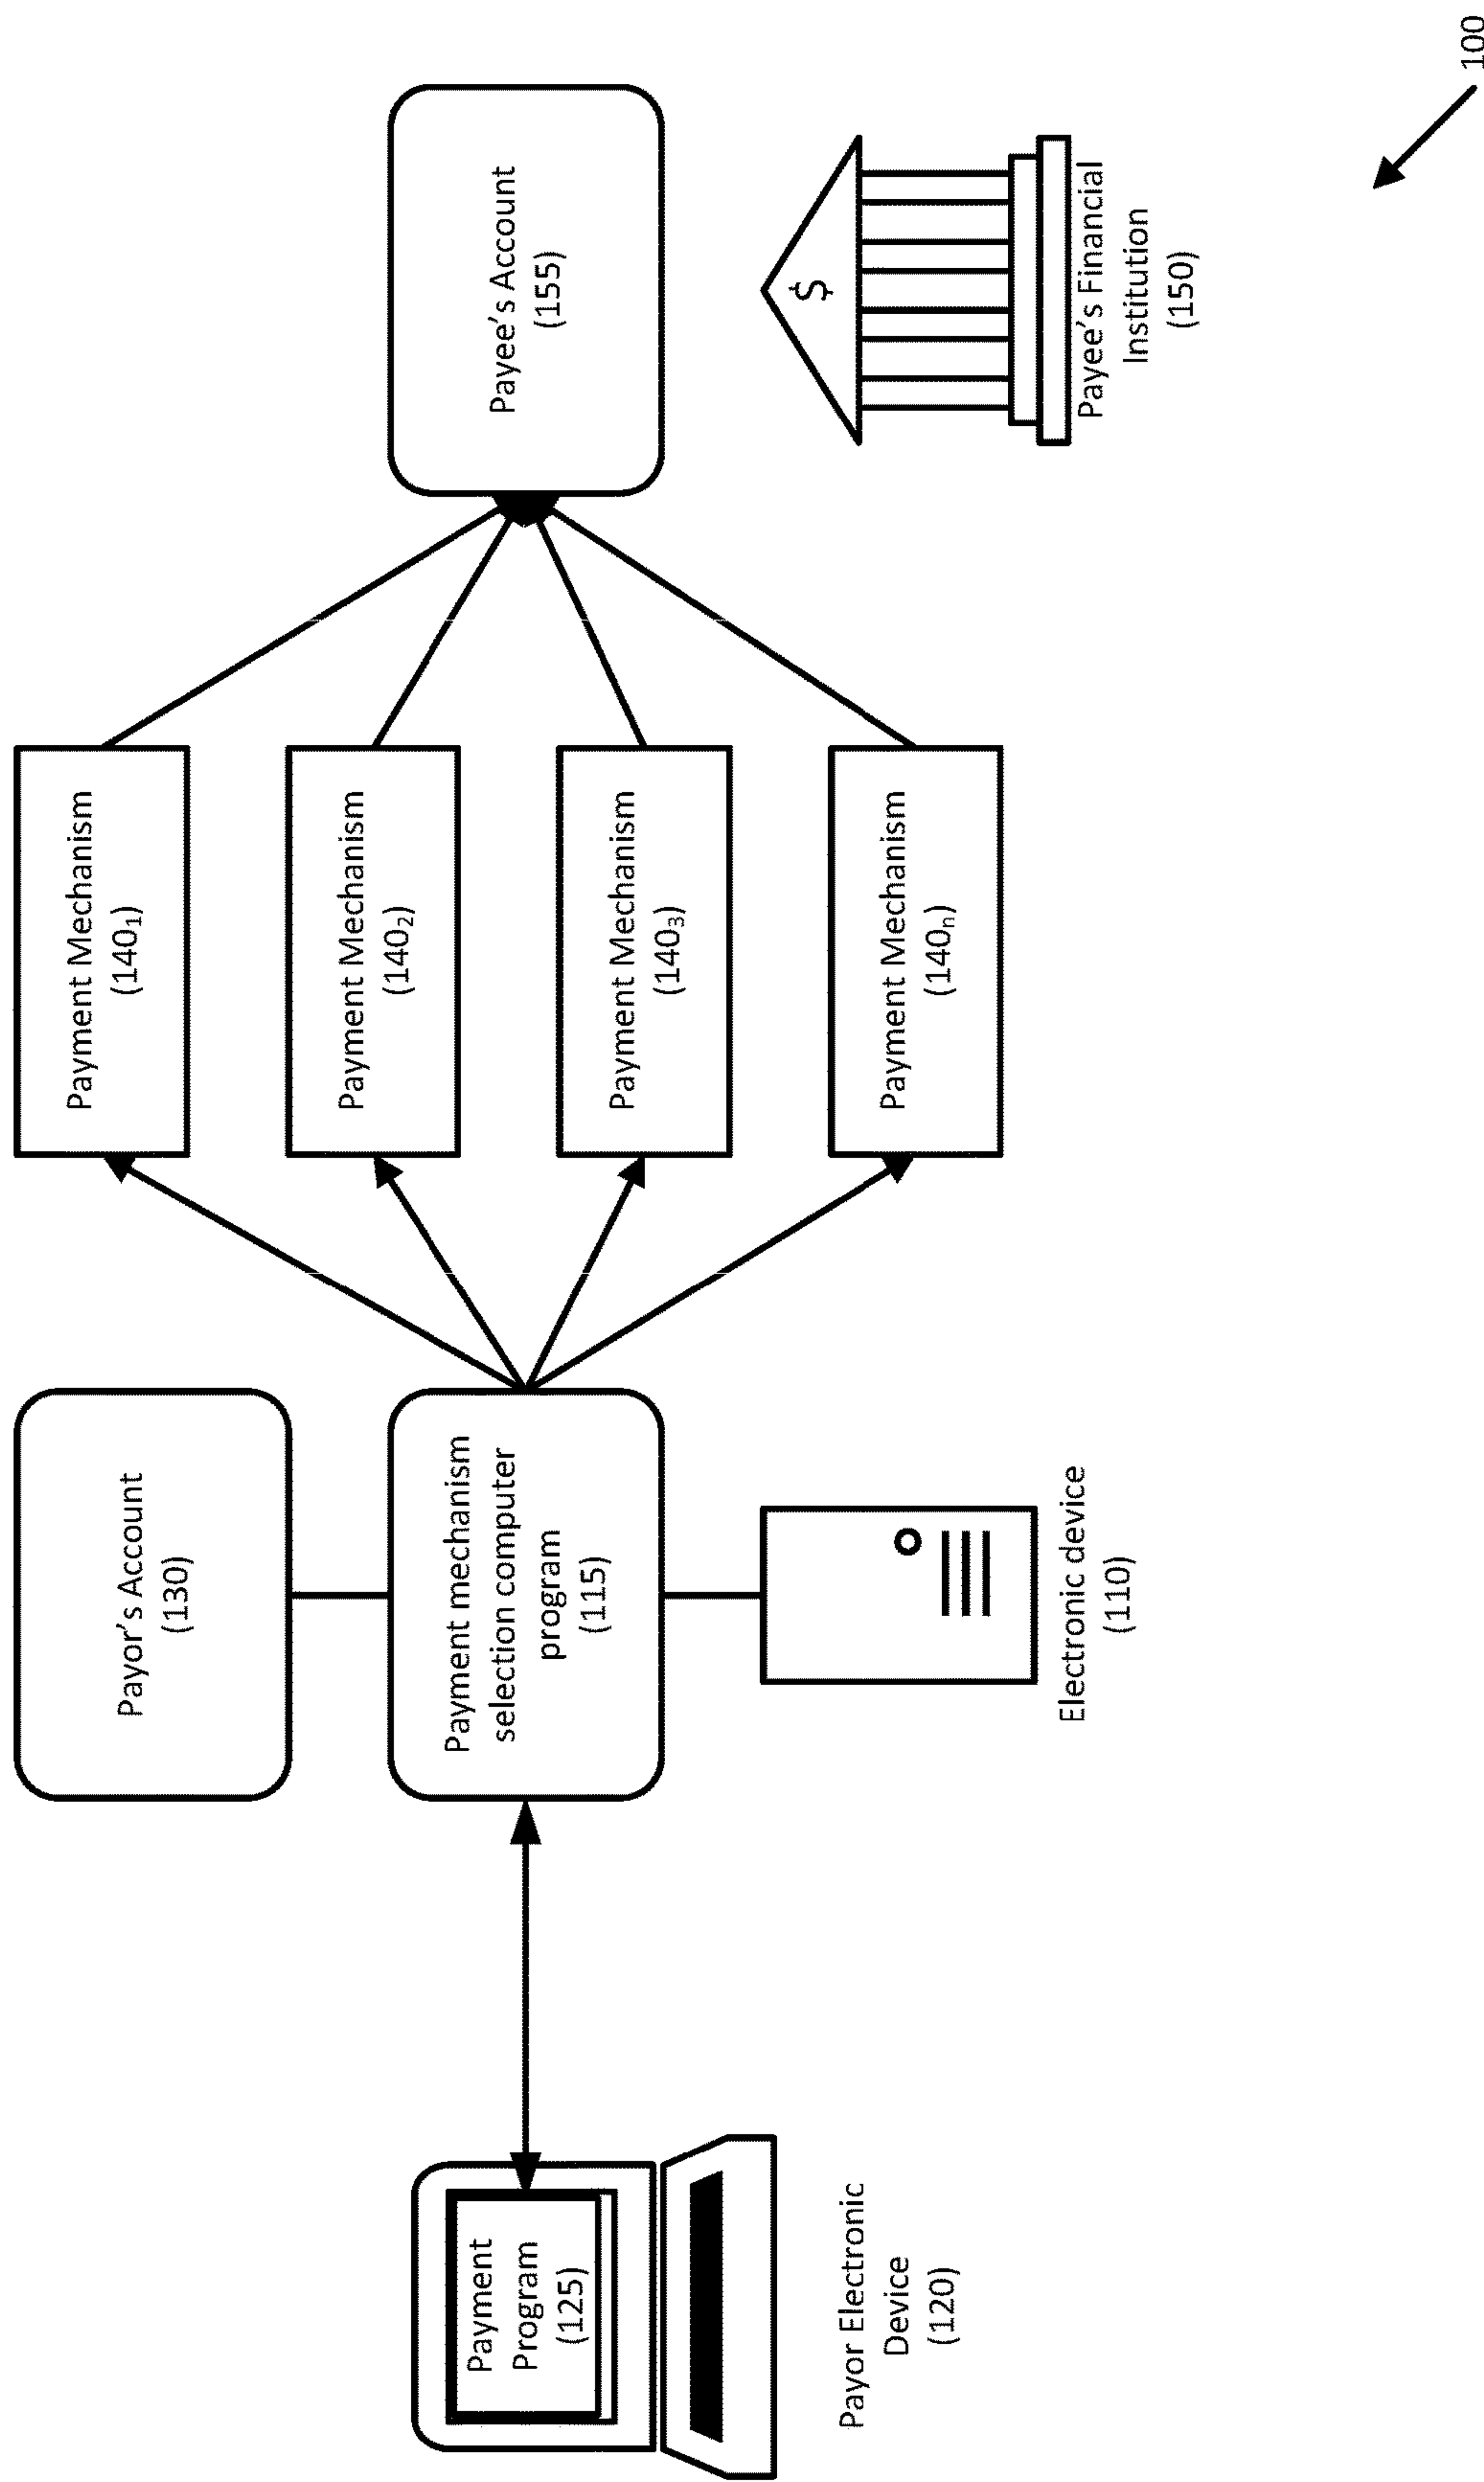 Payment
Program
(125)
Payor Electronic
Device
(120)
Payor's Account
(130)
Payment mechanism
selection computer
program
(115)
Electronic device
(110)
Payment Mechanism
(140₁)
Payment Mechanism
(140₂)
Payment Mechanism
(140₃)
Payment Mechanism
(140ₙ)
Payee's Account
(155)
$
Payee's Financial
Institution
(150)
100